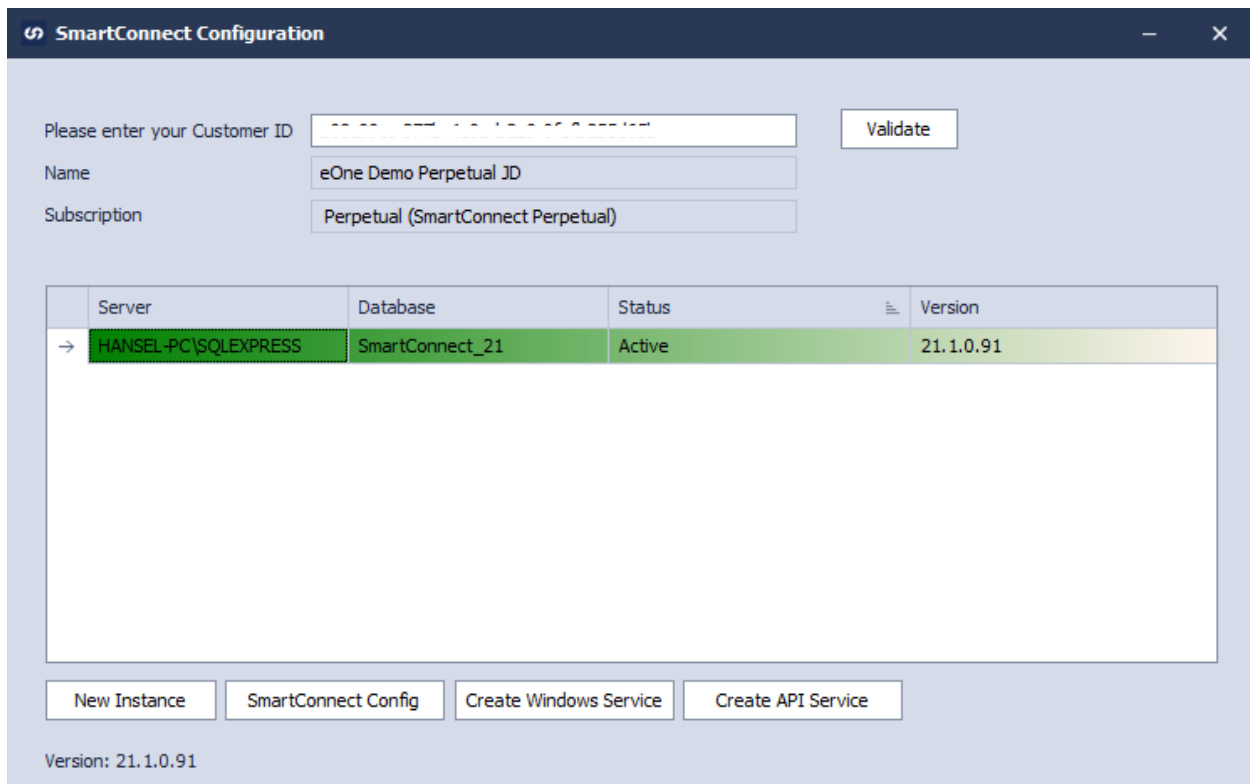 SmartConnect Configuration
Please enter your Customer ID
Validate
Name eOne Demo Perpetual JD
Subscription Perpetual (SmartConnect Perpetual)
Server Database Status Version
HANSEL-PC\SQLEXPRESS SmartConnect_21 Active 21.1.0.91
New Instance SmartConnect Config Create Windows Service Create API Service
Version: 21.1.0.91